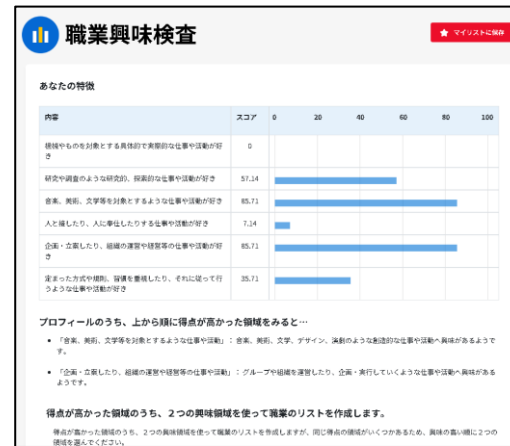 職業興味検査
マイリストに保存
あなたの特徴
内容 スコア 0 20 40 60 80 100
機械やものを対象とする具体的で実際的な仕事や活動が好
き
0
研究や調査のような研究的、探索的な仕事や活動が好き 57.14
音楽、美術、文学等を対象とするような仕事や活動が好き 85.71
人と接したり、人に奉仕したりする仕事や活動が好き 7.14
企画・立案したり、組織の運営や経営等の仕事や活動が好
き
85.71
定まった方式や規則、習慣を重視したり、それに従って行
うような仕事や活動が好き
35.71
プロフィールのうち、上から順に得点が高かった領域をみると…
「音楽、美術、文学等を対象とするような仕事や活動」：音楽、美術、文学、デザイン、演劇のような創造的な仕事や活動へ興味があるようで
す。
「企画・立案したり、組織の運営や経営等の仕事や活動」：グループや組織を運営したり、企画・実行していくような仕事や活動へ興味がある
ようです。
得点が高かった領域のうち、２つの興味領域を使って職業のリストを作成します。
得点が高かった領域のうち、２つの興味領域を使って職業のリストを作成しますが、同じ得点の領域がいくつかあるため、興味の高い順に２つの
領域を選んでください。